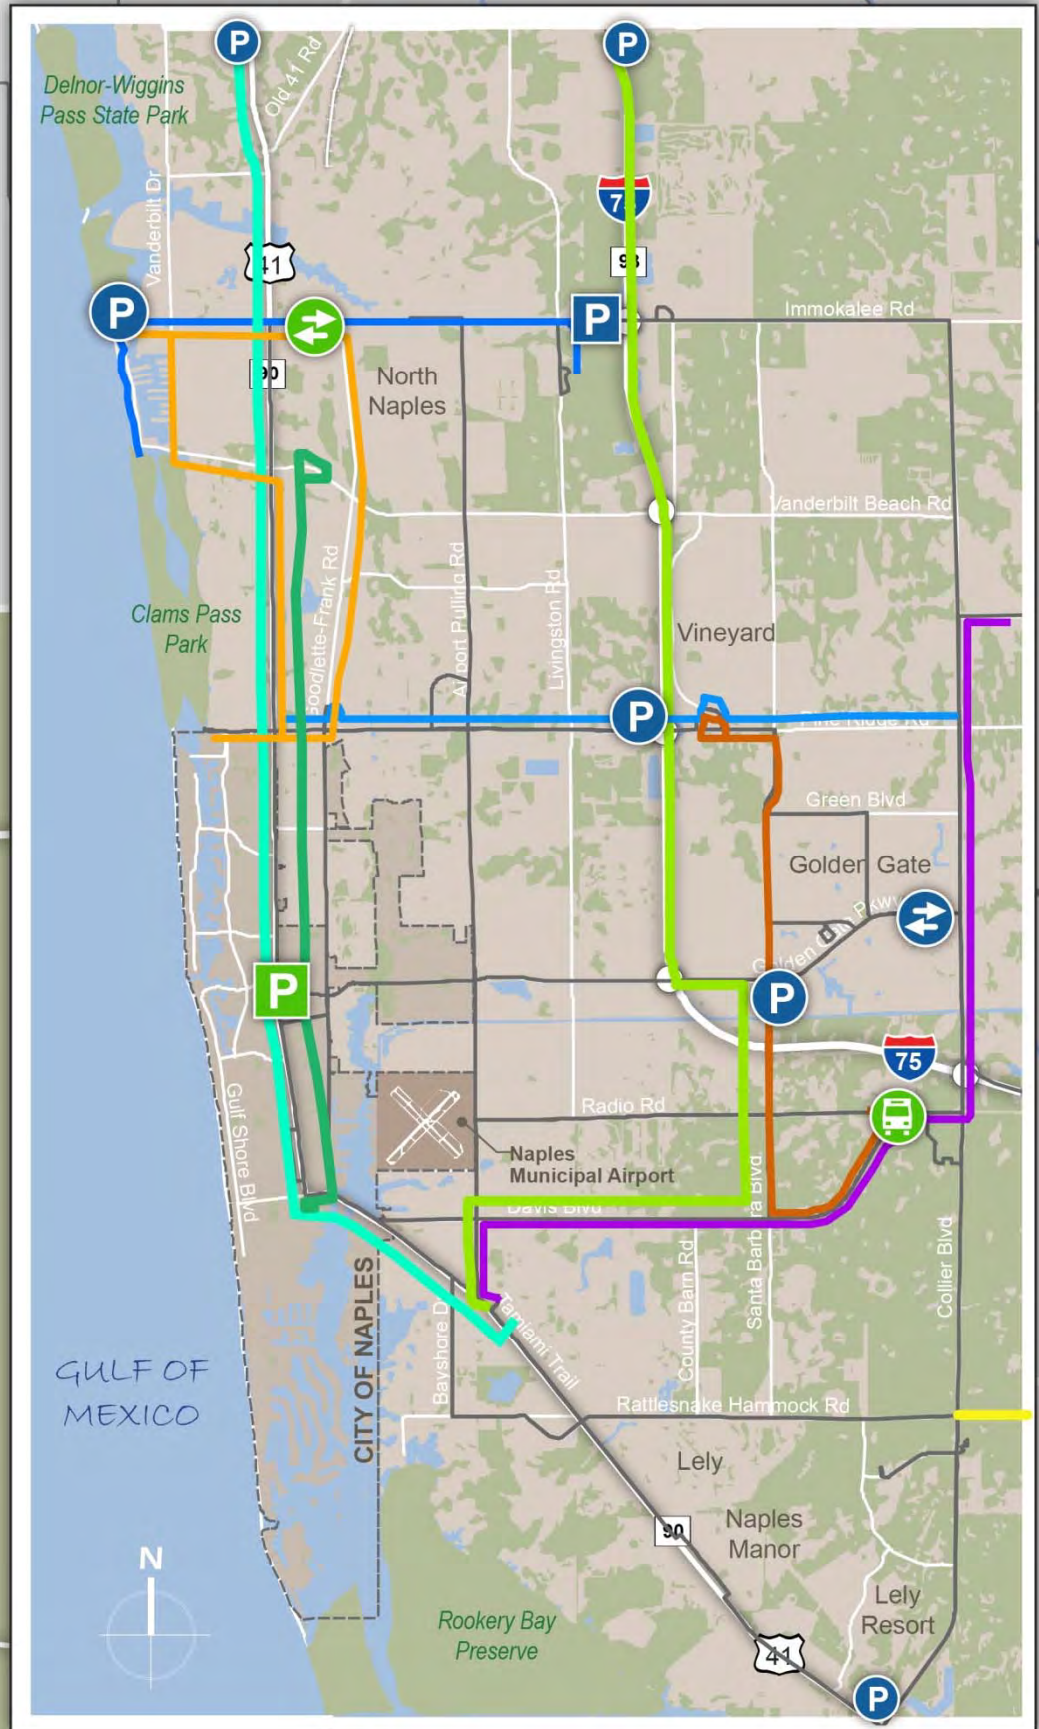 P
P
Delnor-Wiggins
Pass State Park
Old 41 Rd
Vanderbilt Dr
75
93
41
P
P
Immokalee Rd
90
North
Naples
Vanderbilt Beach Rd
Goodlette-Frank Rd
Airport Pulling Rd
Livingston Rd
Clams Pass
Park
Vineyard
P
Pine Ridge Rd
Green Blvd
Golden Gate
Golden Gate Pkwy
P
P
75
Gulf Shore Blvd
Radio Rd
Naples
Municipal Airport
Davis Blvd
Santa Barbara Blvd.
County Barn Rd
Collier Blvd
CITY OF NAPLES
Bayshore Dr
Tamiami Trail
GULF OF
MEXICO
Rattlesnake Hammock Rd
Lely
90
Naples
Manor
Lely
Resort
N
Rookery Bay
Preserve
41
P